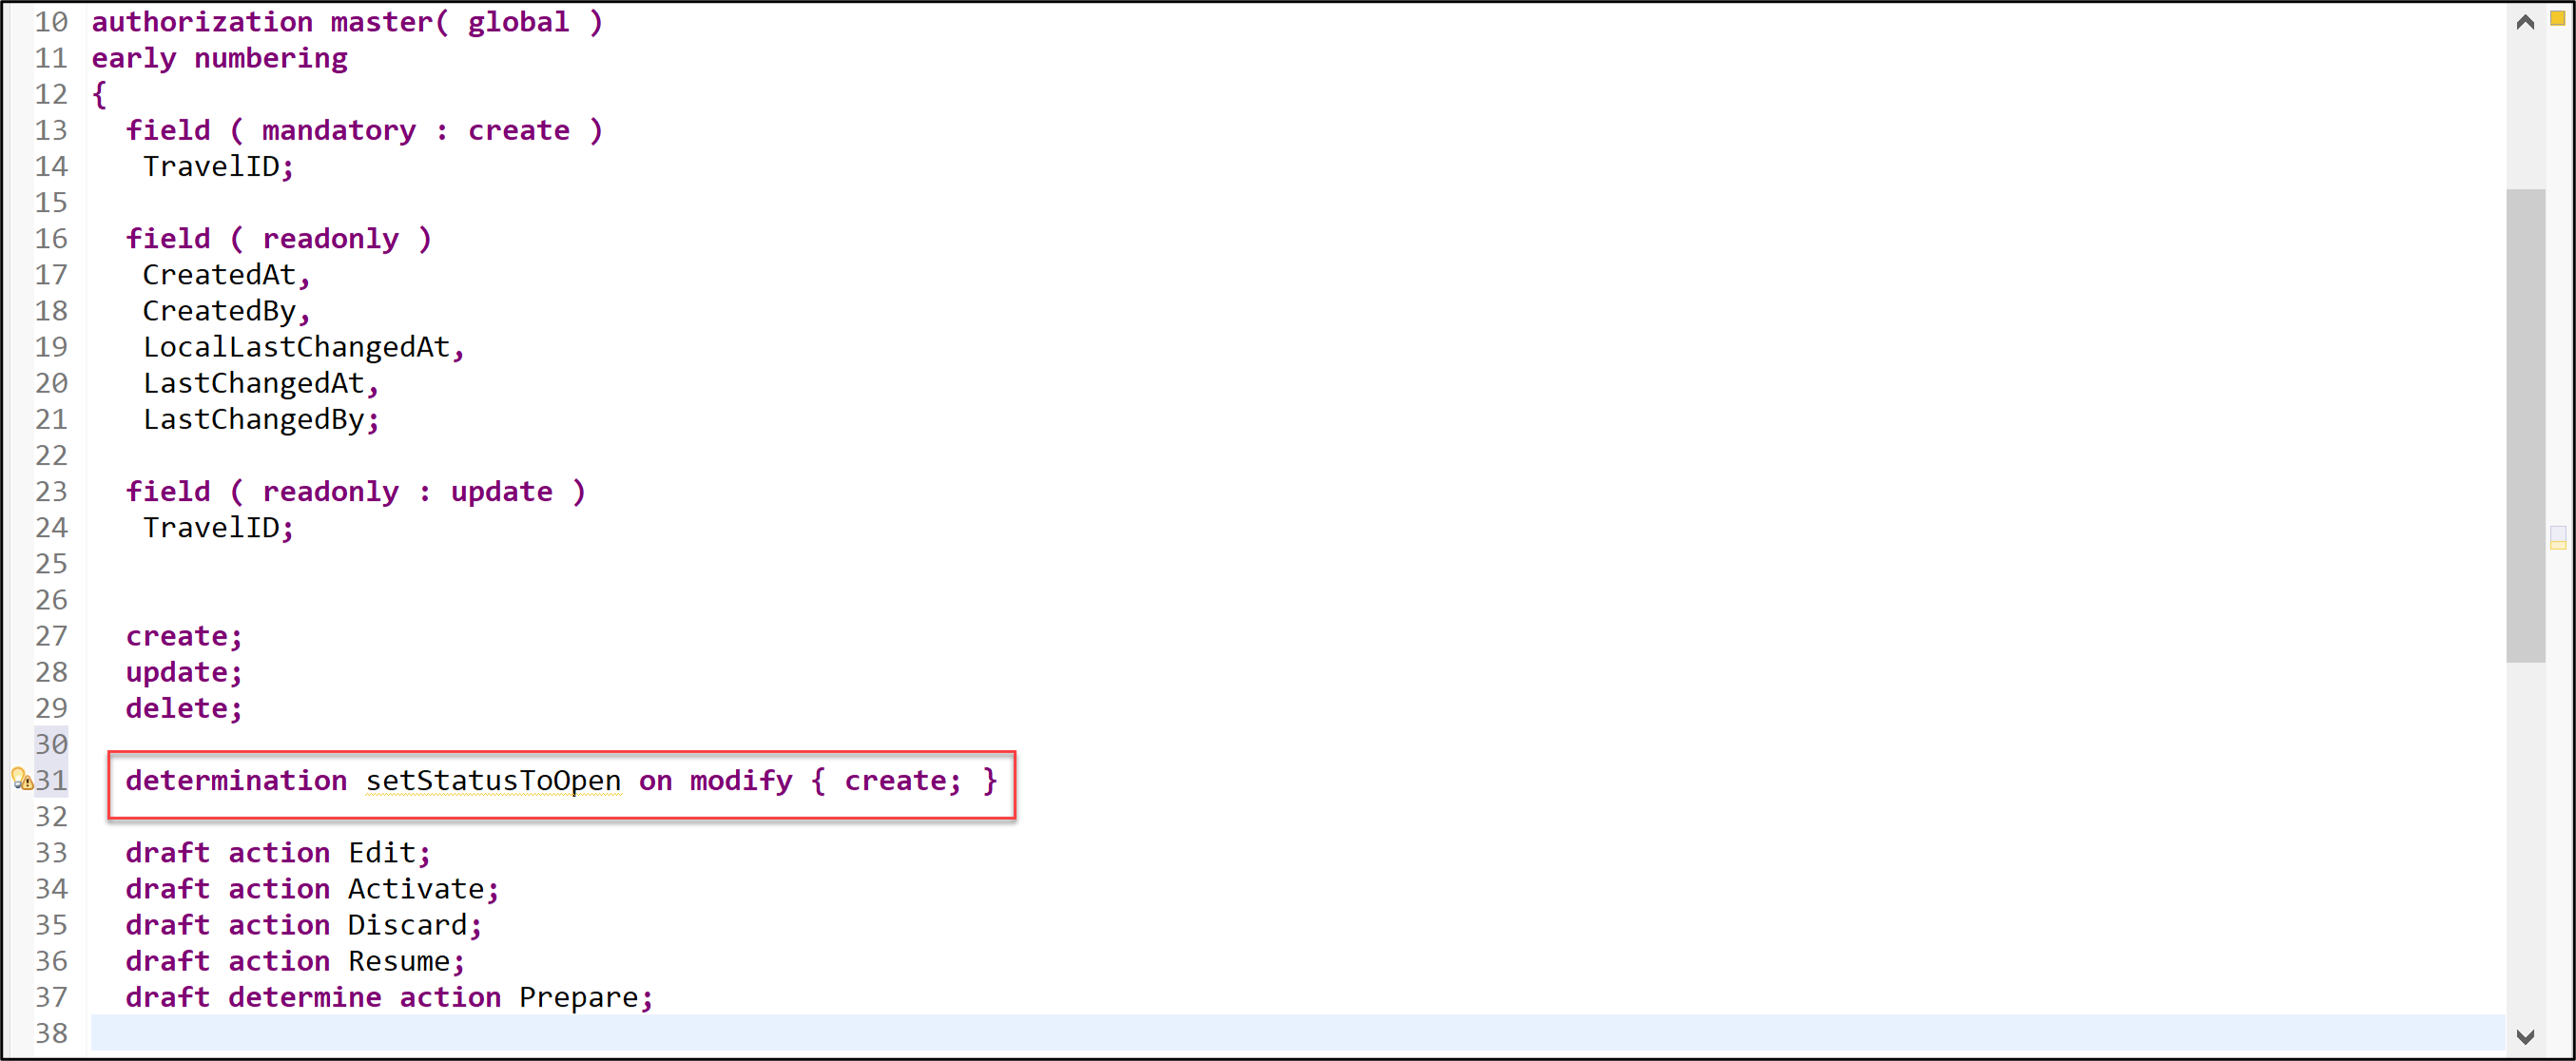 10 authorization master( global )
11 early numbering
12 {
13   field ( mandatory : create )
14    TravelID;
15
16   field ( readonly )
17    CreatedAt,
18    CreatedBy,
19    LocalLastChangedAt,
20    LastChangedAt,
21    LastChangedBy;
22
23   field ( readonly : update )
24    TravelID;
25
26
27   create;
28   update;
29   delete;
30
31   determination setStatusToOpen on modify { create; }
32
33   draft action Edit;
34   draft action Activate;
35   draft action Discard;
36   draft action Resume;
37   draft determine action Prepare;
38